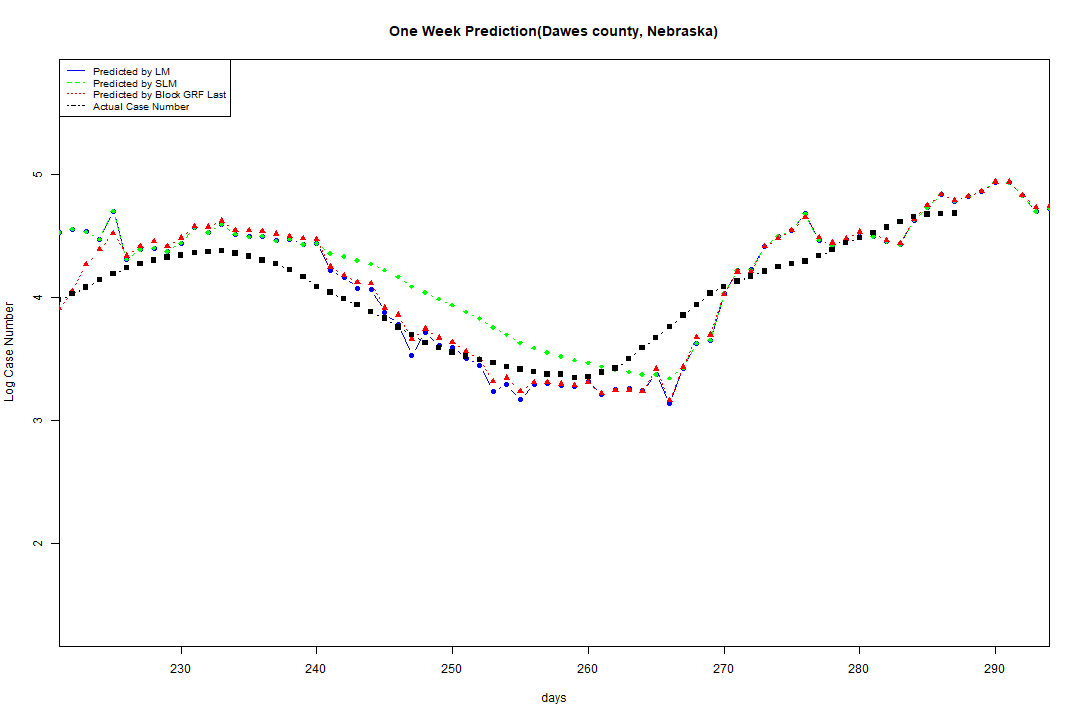 One Week Prediction(Dawes county, Nebraska)
Predicted by LM
Predicted by SLM
Predicted by Block GRF Last
Actual Case Number
5
4
3
2
Log Case Number
230 240 250 260 270 280 290
days